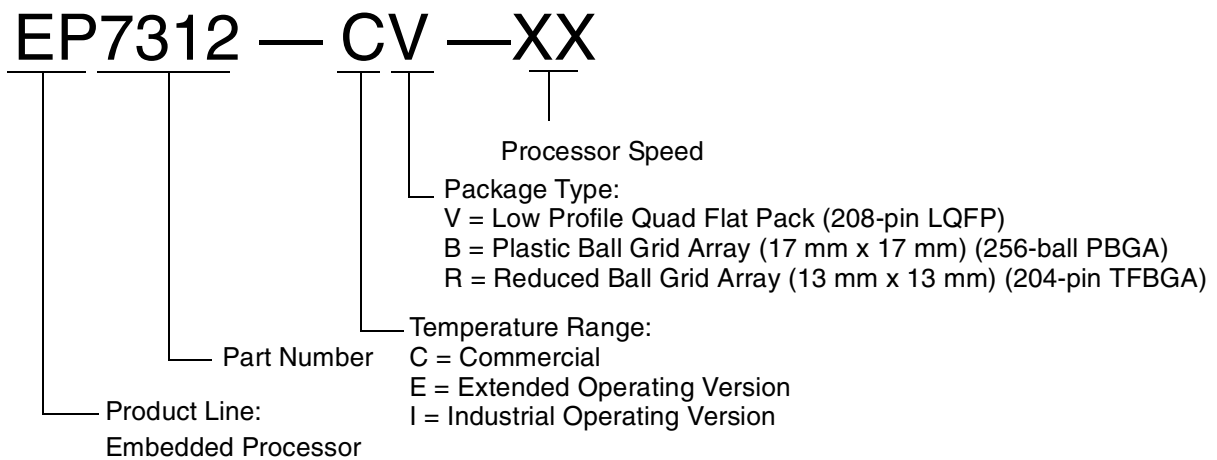 EP7312 — CV — XX
Processor Speed
Package Type:
V = Low Profile Quad Flat Pack (208-pin LQFP)
B = Plastic Ball Grid Array (17 mm x 17 mm) (256-ball PBGA)
R = Reduced Ball Grid Array (13 mm x 13 mm) (204-pin TFBGA)
Temperature Range:
C = Commercial
E = Extended Operating Version
I = Industrial Operating Version
Part Number
Product Line:
Embedded Processor